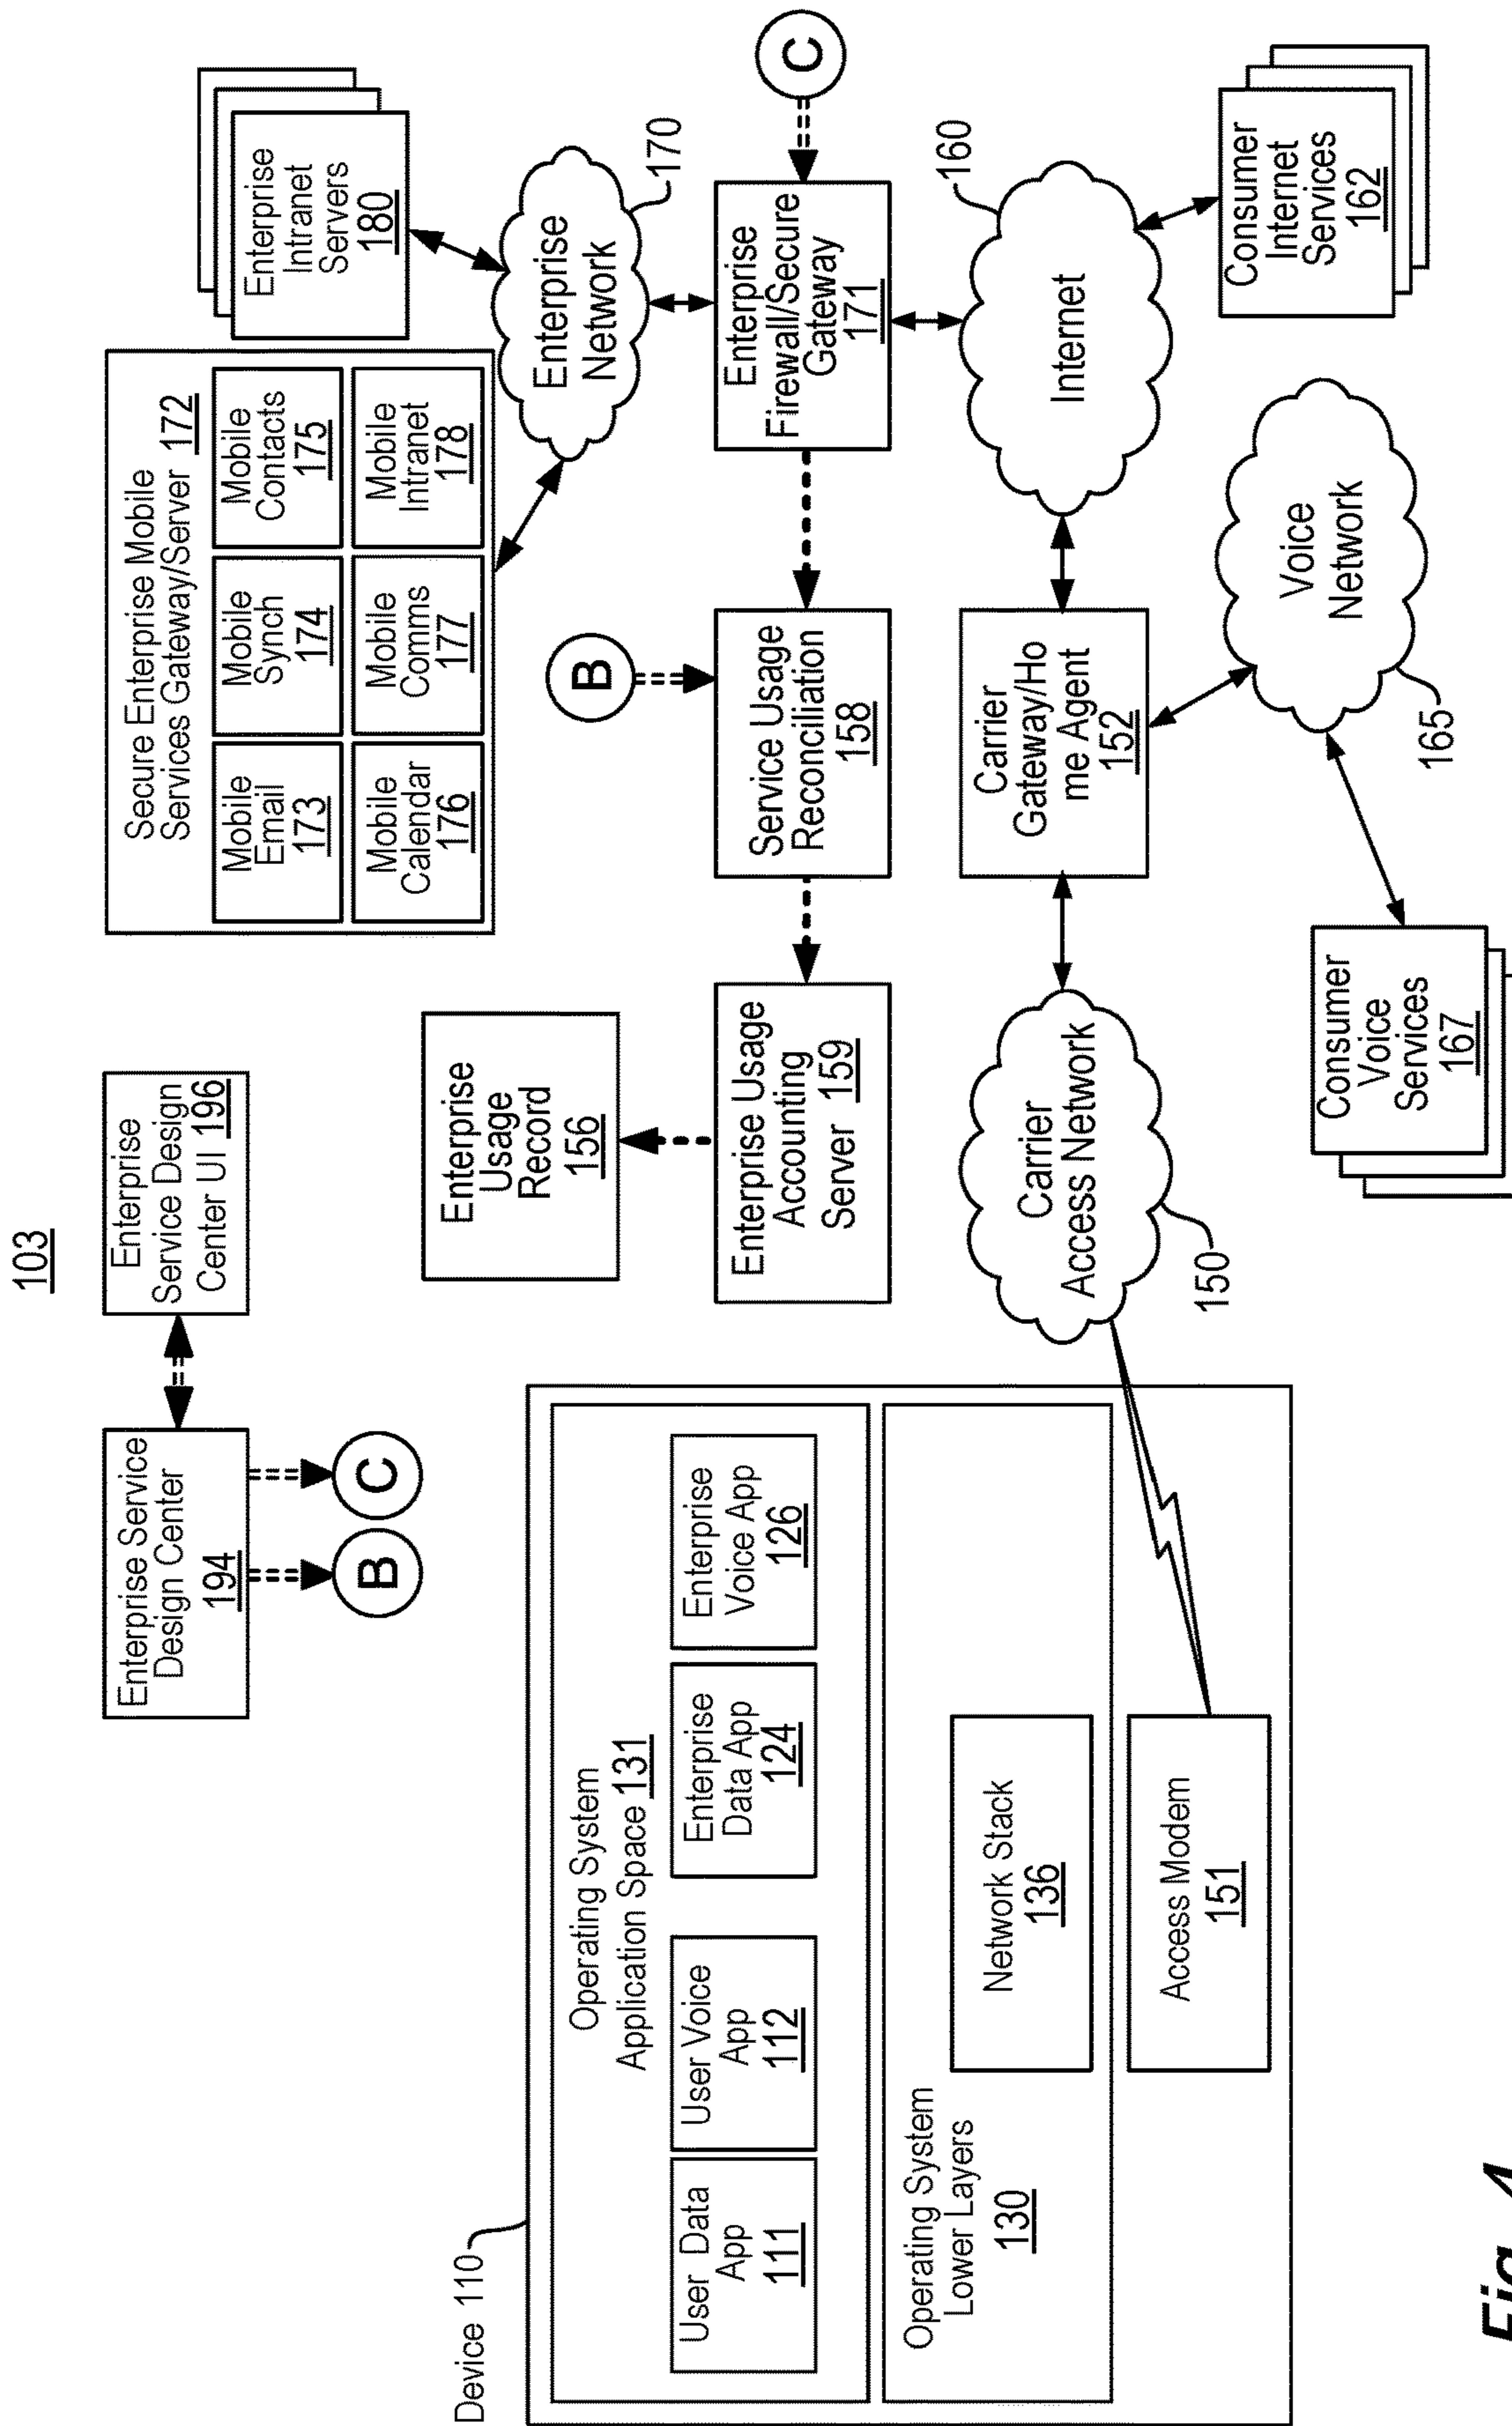 103
Enterprise Service
Design Center
194
Enterprise
Service Design
Center UI 196
B
C
Secure Enterprise Mobile
Services Gateway/Server 172
Mobile
Email
173
Mobile
Synch
174
Mobile
Contacts
175
Mobile
Calendar
176
Mobile
Comms
177
Mobile
Intranet
178
Enterprise
Intranet
Servers
180
Enterprise
Network
170
Enterprise
Usage
Record
156
B
Enterprise Usage
Accounting
Server 159
Service Usage
Reconciliation
158
Enterprise
Firewall/Secure
Gateway
171
C
Device 110
Operating System
Application Space 131
User Data
App
111
User Voice
App
112
Enterprise
Data App
124
Enterprise
Voice App
126
Operating System
Lower Layers
130
Network Stack
136
Access Modem
151
Carrier
Access Network
150
Carrier
Gateway/Ho
me Agent
152
Internet
160
Voice
Network
165
Consumer
Voice
Services
167
Consumer
Internet
Services
162
Fig. 4